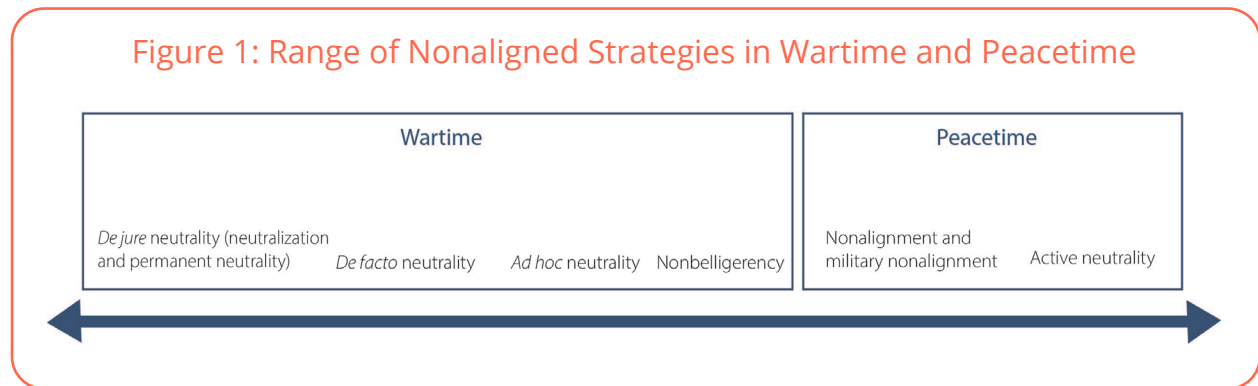 Figure 1: Range of Nonaligned Strategies in Wartime and Peacetime
Wartime
De jure neutrality (neutralization
and permanent neutrality)
De facto neutrality
Ad hoc neutrality
Nonbelligerency
Peacetime
Nonalignment and
military nonalignment
Active neutrality